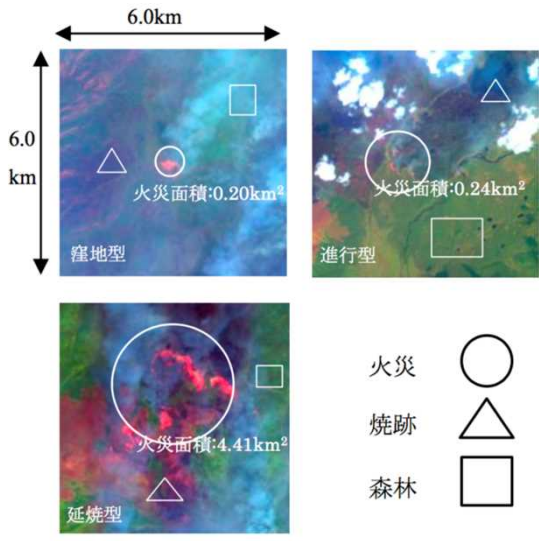 6.0km
6.0
km
火災面積:0.20km²
窪地型
火災面積:0.24km²
進行型
火災面積:4.41km²
延焼型
火災
焼跡
森林